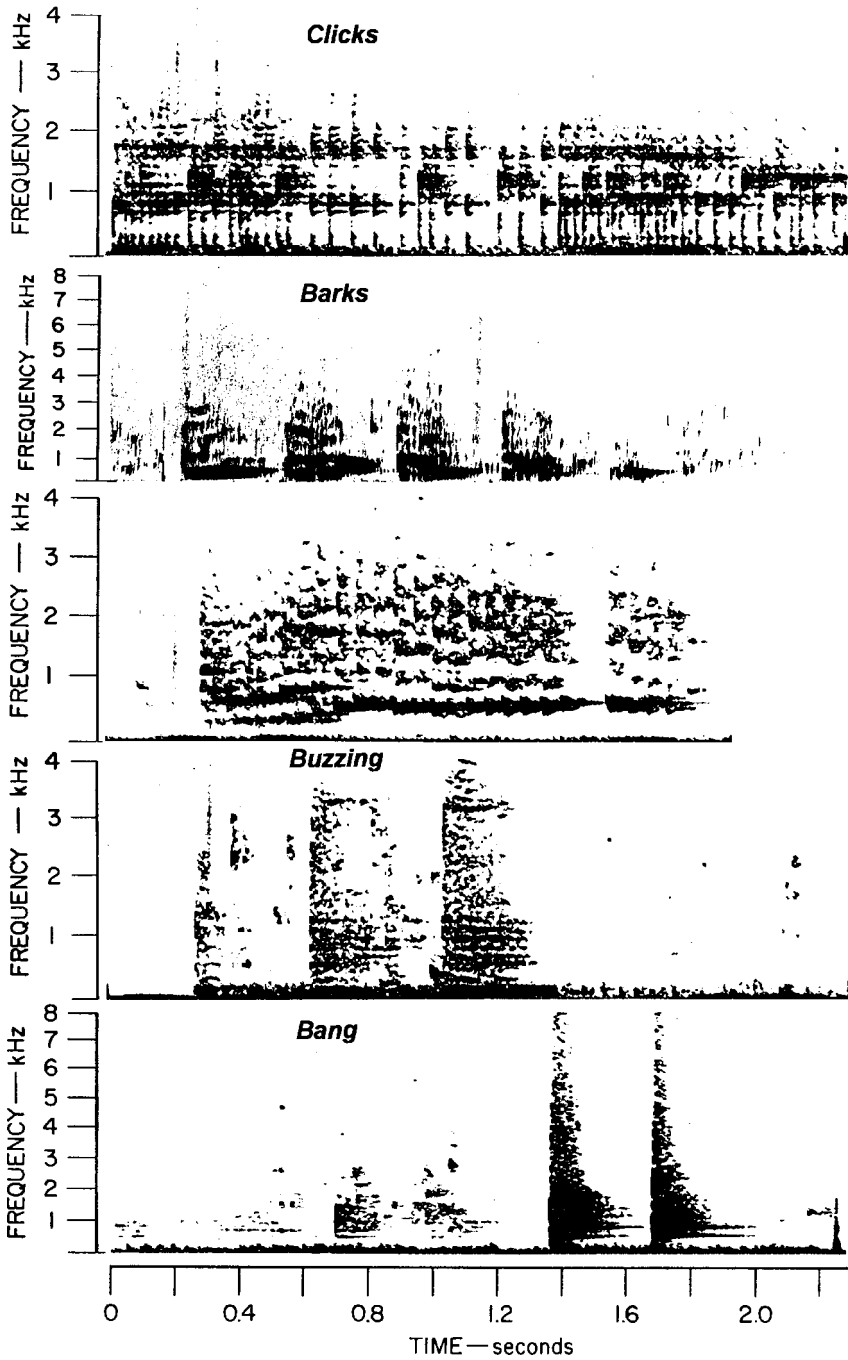 Clicks
FREQUENCY — kHz
4
3
2
1
Barks
FREQUENCY — kHz
8
7
6
5
4
3
2
1
FREQUENCY — kHz
4
3
2
1
Buzzing
FREQUENCY — kHz
4
3
2
1
Bang
FREQUENCY — kHz
8
7
6
5
4
3
2
1
0 0.4 0.8 1.2 1.6 2.0
TIME — seconds